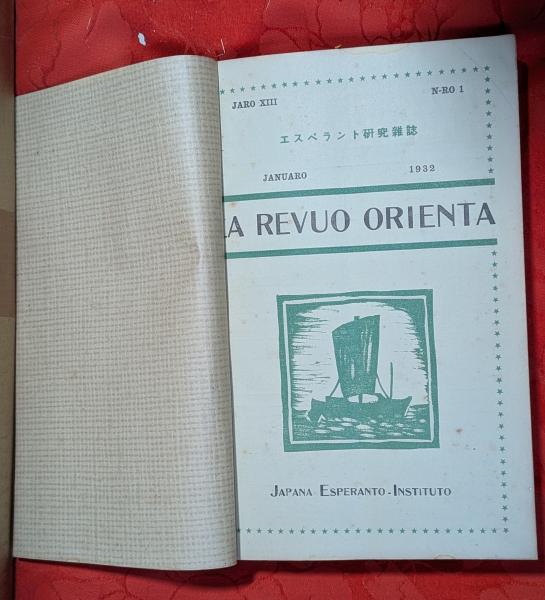 JARO XIII N-RO 1
エスペラント研究雜誌
JANUARO 1932
LA REVUO ORIENTA
JAPANA ESPERANTO-INSTITUTO